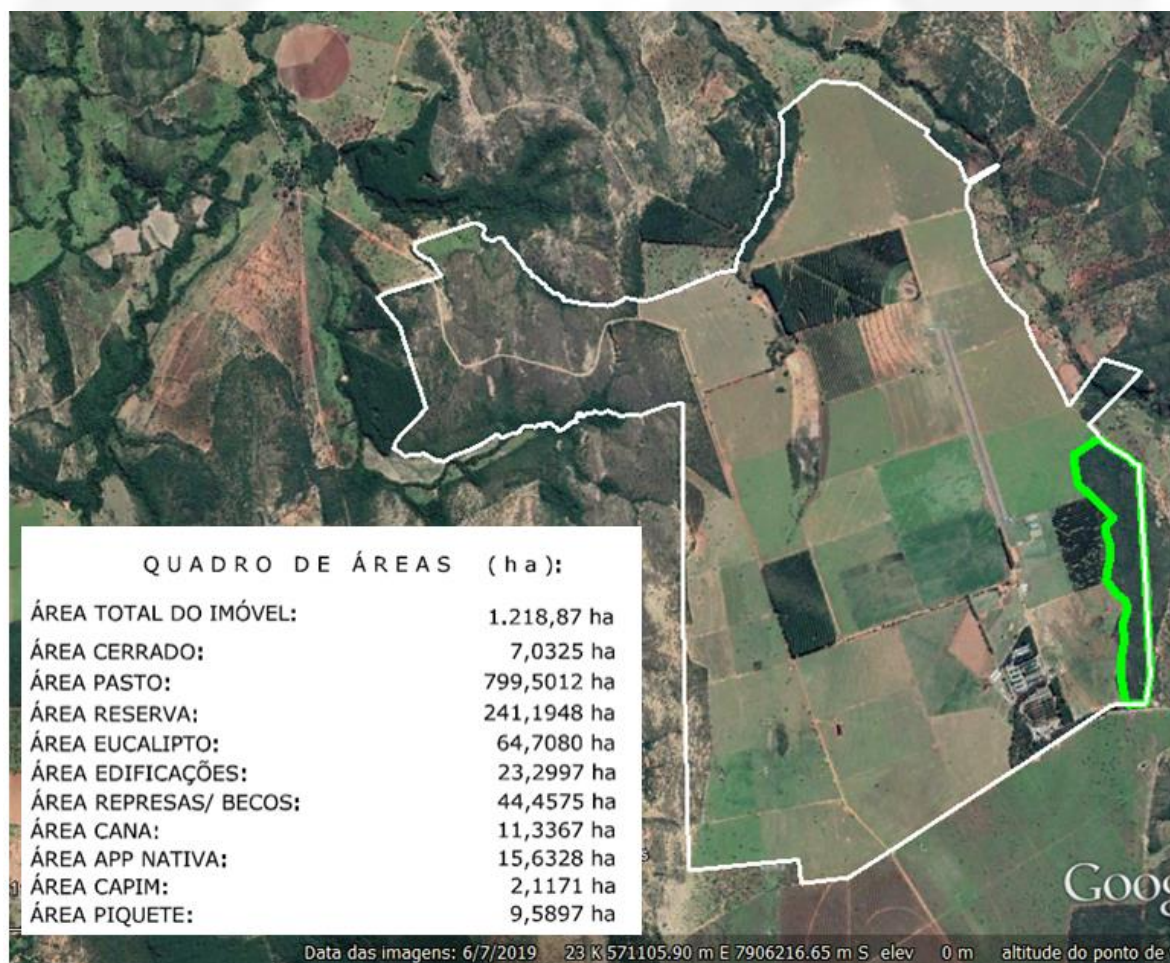 QUADRO DE ÁREAS (ha):
ÁREA TOTAL DO IMÓVEL: 1.218,87 ha
ÁREA CERRADO: 7,0325 ha
ÁREA PASTO: 799,5012 ha
ÁREA RESERVA: 241,1948 ha
ÁREA EUCALIPTO: 64,7080 ha
ÁREA EDIFICAÇÕES: 23,2997 ha
ÁREA REPRESAS/ BECOS: 44,4575 ha
ÁREA CANA: 11,3367 ha
ÁREA APP NATIVA: 15,6328 ha
ÁREA CAPIM: 2,1171 ha
ÁREA PIQUETE: 9,5897 ha
Goog
Data das imagens: 6/7/2019 23 K 571105.90 m E 7906216.65 m S elev 0 m altitude do ponto de